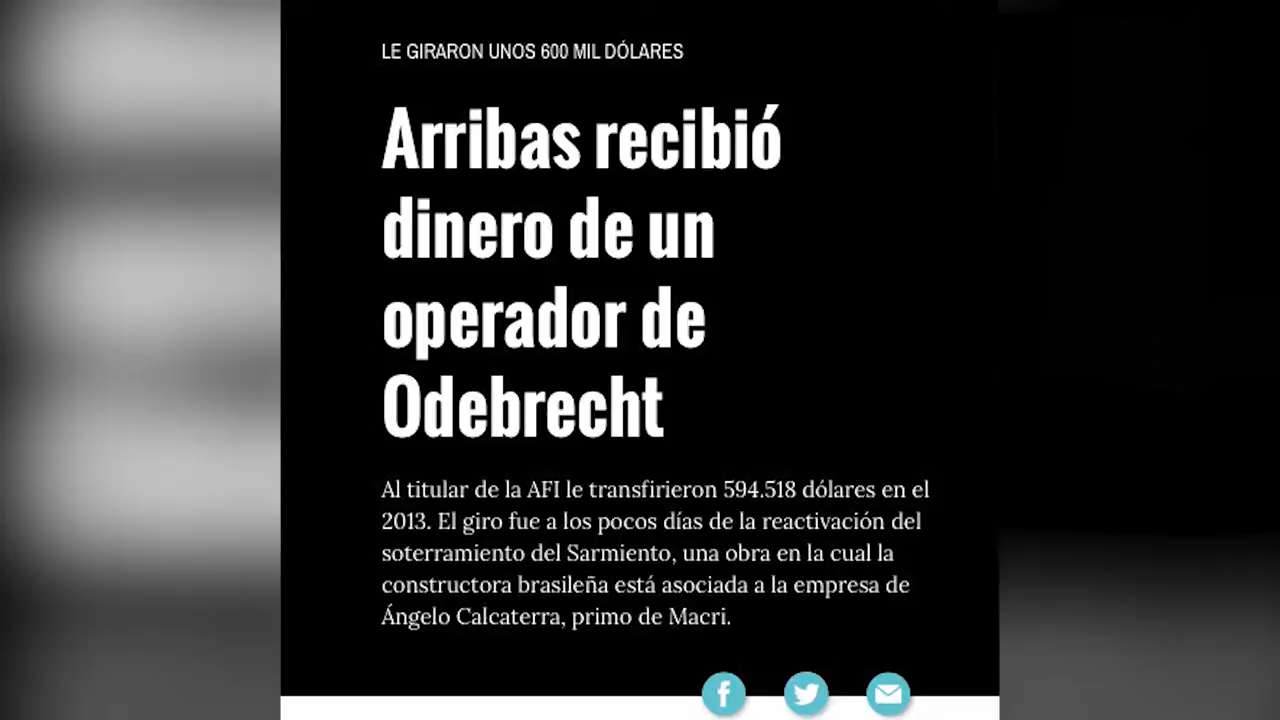 LE GIRARON UNOS 600 MIL DÓLARES
Arribas recibió
dinero de un
operador de
Odebrecht
Al titular de la AFI le transfirieron 594.518 dólares en el
2013. El giro fue a los pocos días de la reactivación del
soterramiento del Sarmiento, una obra en la cual la
constructora brasileña está asociada a la empresa de
Ángelo Calcaterra, primo de Macri.